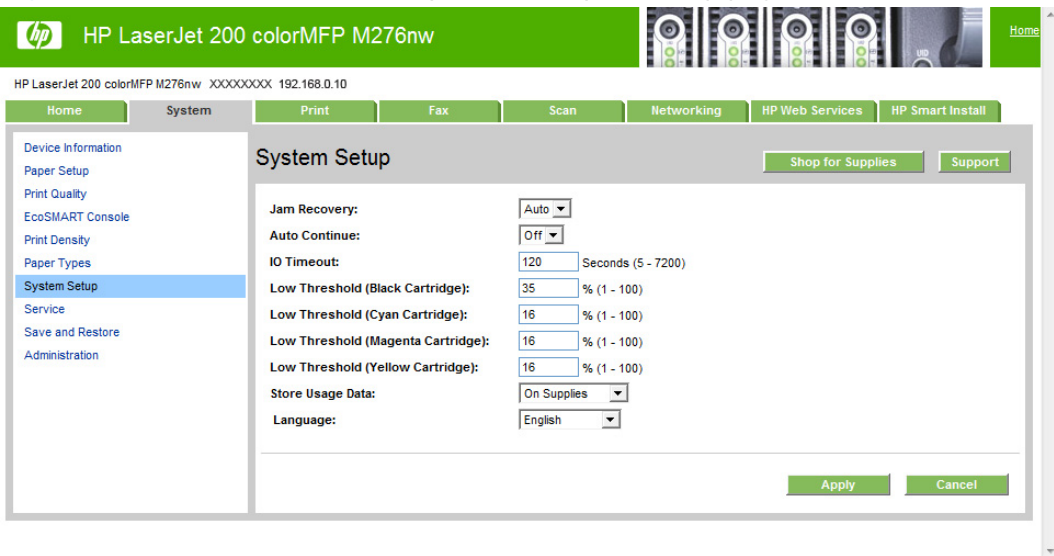 hp HP LaserJet 200 colorMFP M276nw
UID
Home
HP LaserJet 200 colorMFP M276nw XXXXXXXX 192.168.0.10
Home System Print Fax Scan Networking HP Web Services HP Smart Install
Device Information
Paper Setup
Print Quality
EcoSMART Console
Print Density
Paper Types
System Setup
Service
Save and Restore
Administration
System Setup
Shop for Supplies Support
Jam Recovery: Auto
Auto Continue: Off
IO Timeout: 120 Seconds (5 - 7200)
Low Threshold (Black Cartridge): 35 % (1 - 100)
Low Threshold (Cyan Cartridge): 16 % (1 - 100)
Low Threshold (Magenta Cartridge): 16 % (1 - 100)
Low Threshold (Yellow Cartridge): 16 % (1 - 100)
Store Usage Data: On Supplies
Language: English
Apply Cancel